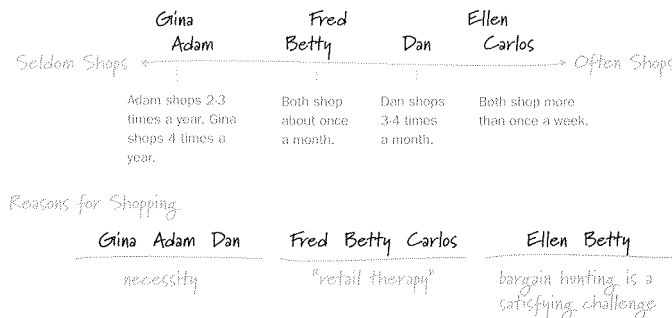 Gina Fred Ellen
Adam Betty Dan Carlos
Seldom Shops Often Shops
Adam shops 2-3
times a year. Gina
shops 4 times a
year.
Both shop
about once
a month.
Dan shops
3-4 times
a month.
Both shop more
than once a week.
Reasons for Shopping
Gina Adam Dan Fred Betty Carlos Ellen Betty
necessity "retail therapy" bargain hunting is a
satisfying challenge